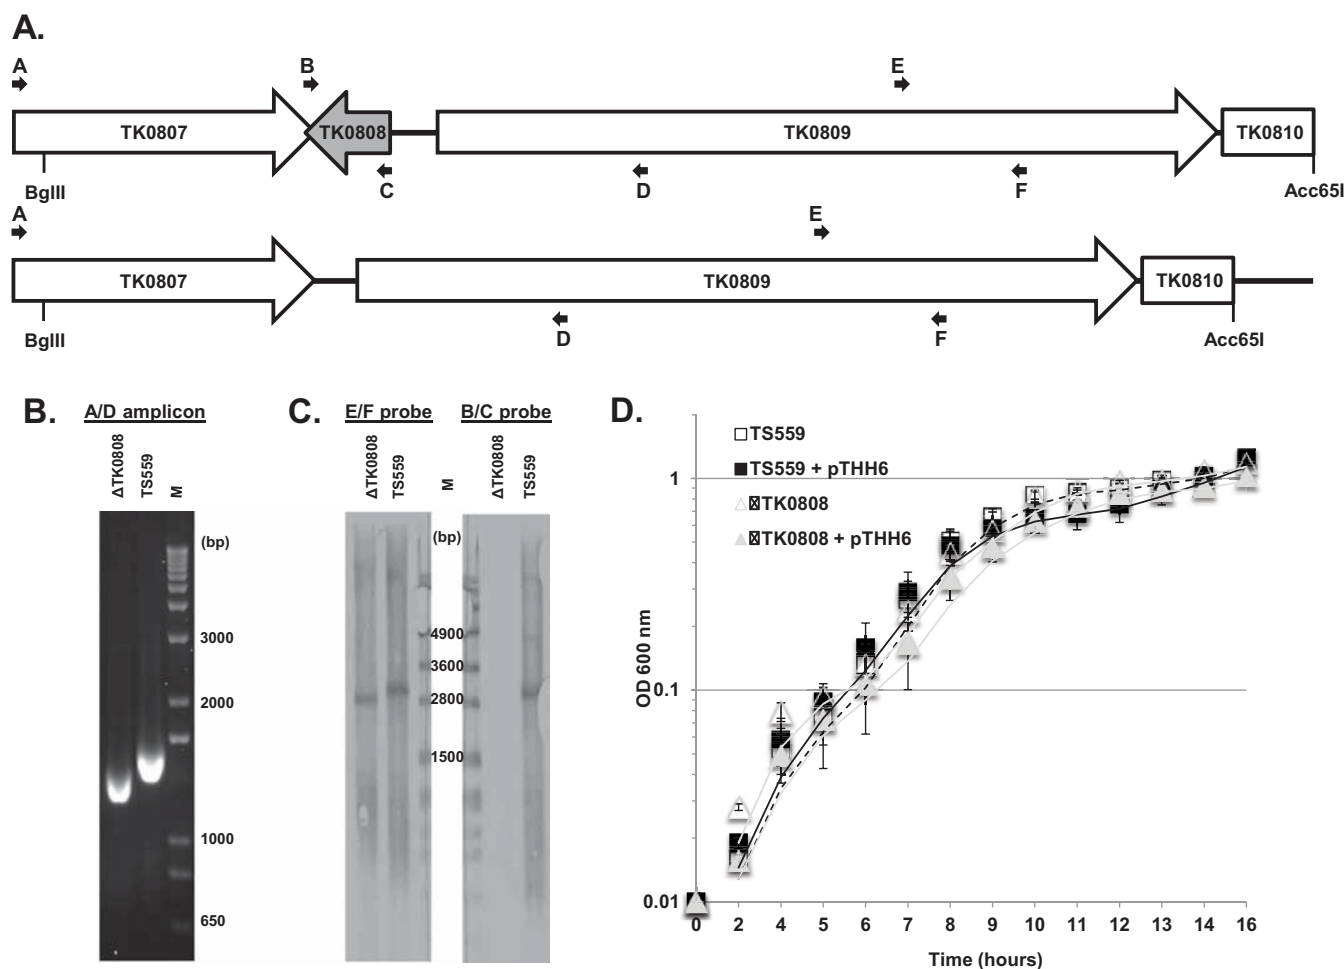 A.
A B E
TK0807 TK0808 TK0809 TK0810
BglII C D F Acc65I
A E
TK0807 TK0809 TK0810
BglII D F Acc65I
B. A/D amplicon
ΔTK0808 TS559 M
(bp)
3000
2000
1000
650
C. E/F probe B/C probe
ΔTK0808 TS559 M ΔTK0808 TS559
(bp)
4900
3600
2800
1500
D.
TS559
TS559 + pTHH6
TK0808
TK0808 + pTHH6
OD 600 nm
1
0.1
0.01
0 2 4 5 6 7 8 9 10 11 12 13 14 16
Time (hours)